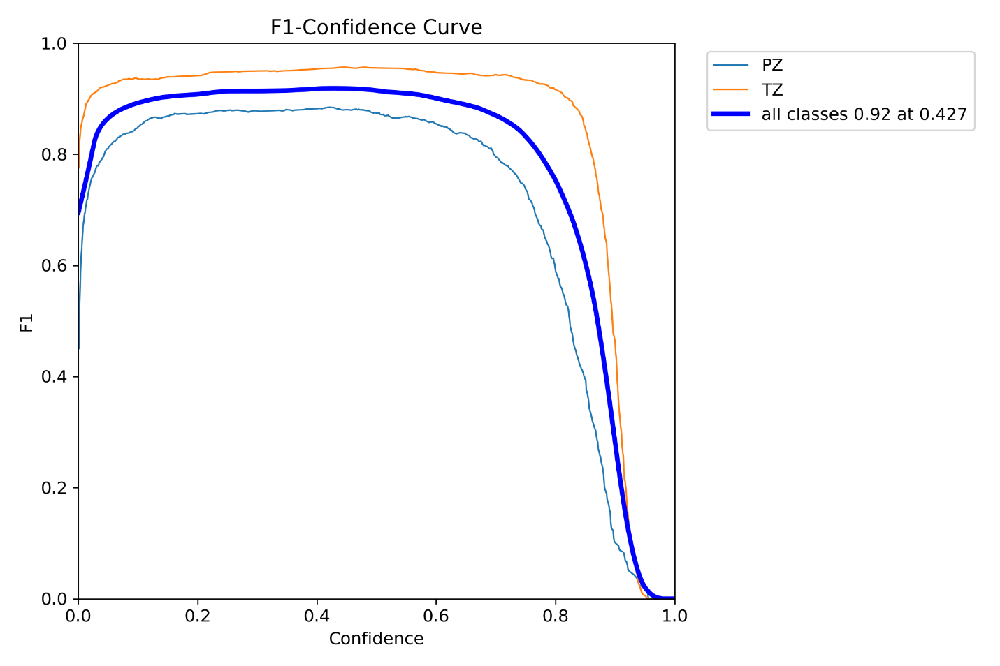 F1-Confidence Curve
1.0
0.8
0.6
0.4
0.2
0.0
F1
0.0 0.2 0.4 0.6 0.8 1.0
Confidence
PZ
TZ
all classes 0.92 at 0.427